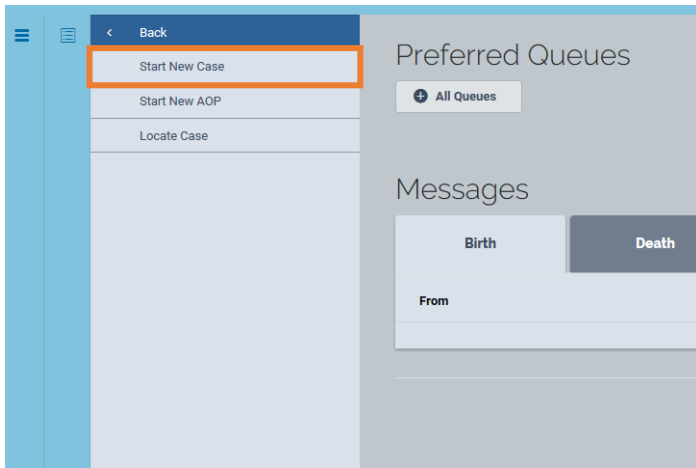 Back
Start New Case
Start New AOP
Locate Case
Preferred Queues
All Queues
Messages
Birth
Death
From